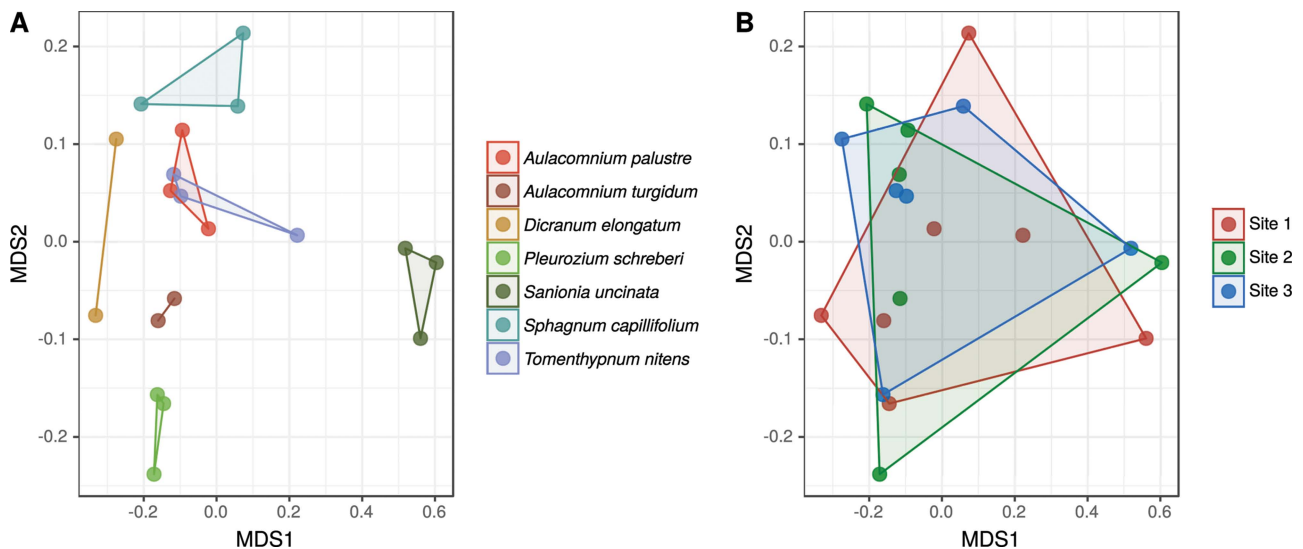 A
MDS2
0.2
0.1
0.0
-0.1
-0.2
-0.2
0.0
0.2
0.4
0.6
MDS1
Aulacomnium palustre
Aulacomnium turgidum
Dicranum elongatum
Pleurozium schreberi
Sanionia uncinata
Sphagnum capillifolium
Tomenthypnum nitens
B
MDS2
0.2
0.1
0.0
-0.1
-0.2
-0.2
0.0
0.2
0.4
0.6
MDS1
Site 1
Site 2
Site 3